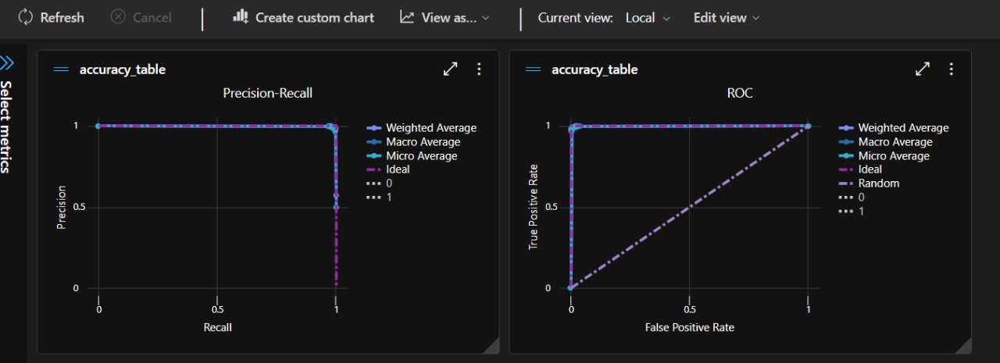 Refresh Cancel Create custom chart View as... Current view: Local Edit view
Select metrics
accuracy_table
Precision-Recall
1
0.5
0
Precision
0 0.5 1
Recall
Weighted Average
Macro Average
Micro Average
Ideal
0
1
accuracy_table
ROC
1
0.5
0
True Positive Rate
0 0.5 1
False Positive Rate
Weighted Average
Macro Average
Micro Average
Ideal
Random
0
1